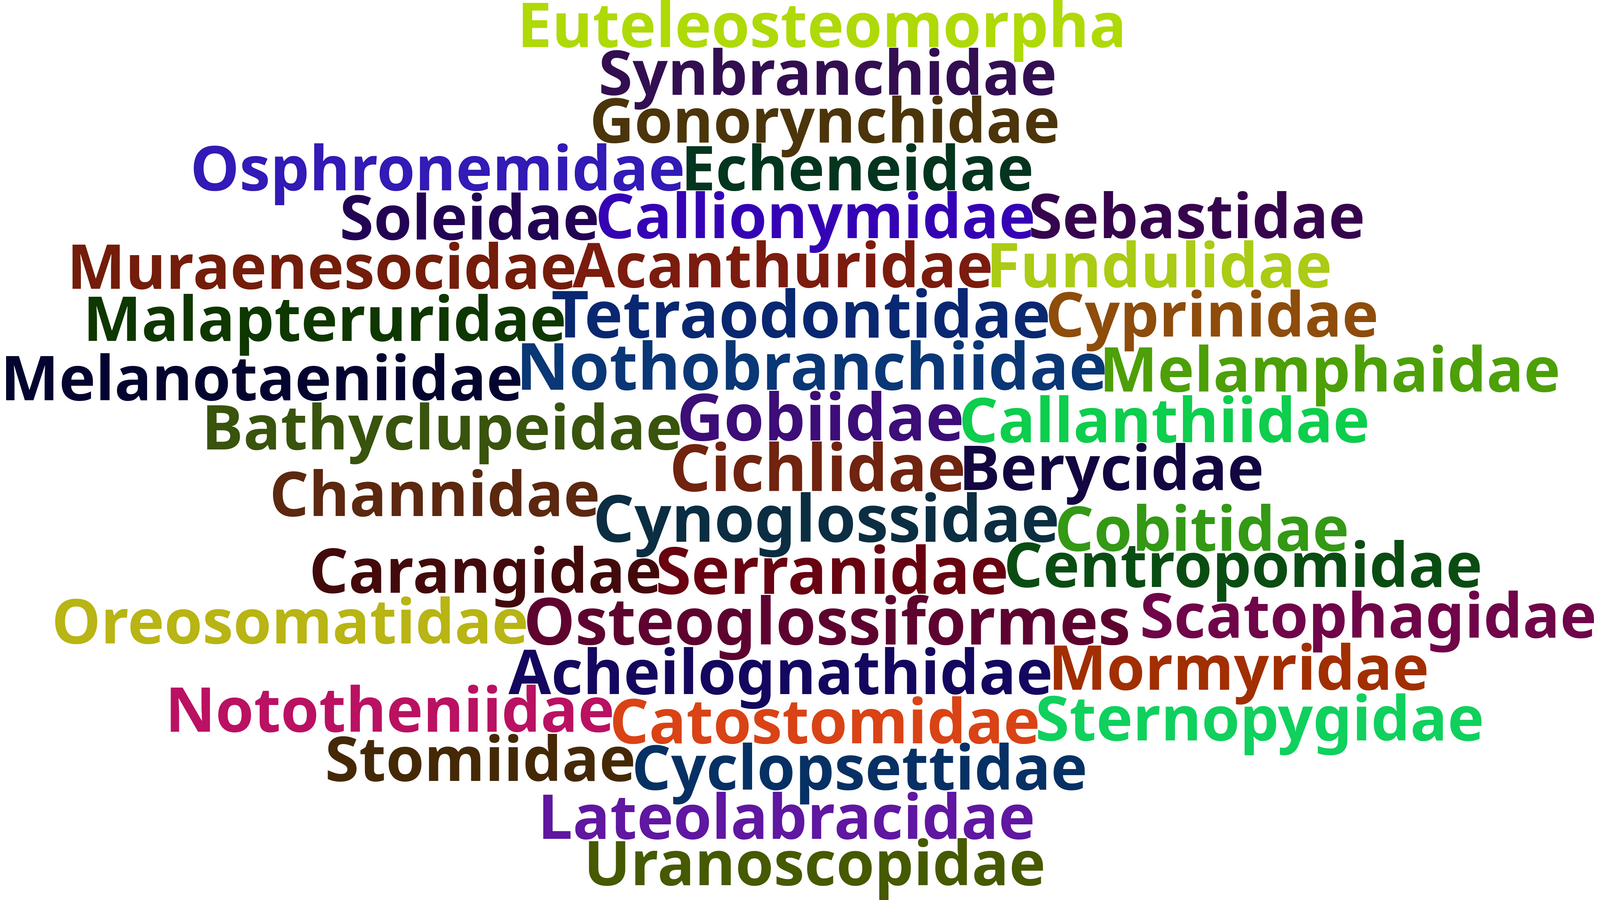 Euteleosteomorpha
Synbranchidae
Gonorynchidae
Osphronemidae Echeneidae
Soleidae Callionymidae Sebastidae
Muraenesocidae Acanthuridae Fundulidae
Malapteruridae Tetraodontidae Cyprinidae
Melanotaeniidae Nothobranchiidae Melamphaidae
Bathyclupeidae Gobiidae Callanthiidae
Cichlidae Berycidae
Channidae
Cynoglossidae Cobitidae
Carangidae Serranidae Centropomidae
Oreosomatidae Osteoglossiformes Scatophagidae
Acheilognathidae Mormyridae
Nototheniidae Catostomidae Sternopygidae
Stomiidae Cyclopsettidae
Lateolabracidae
Uranoscopidae